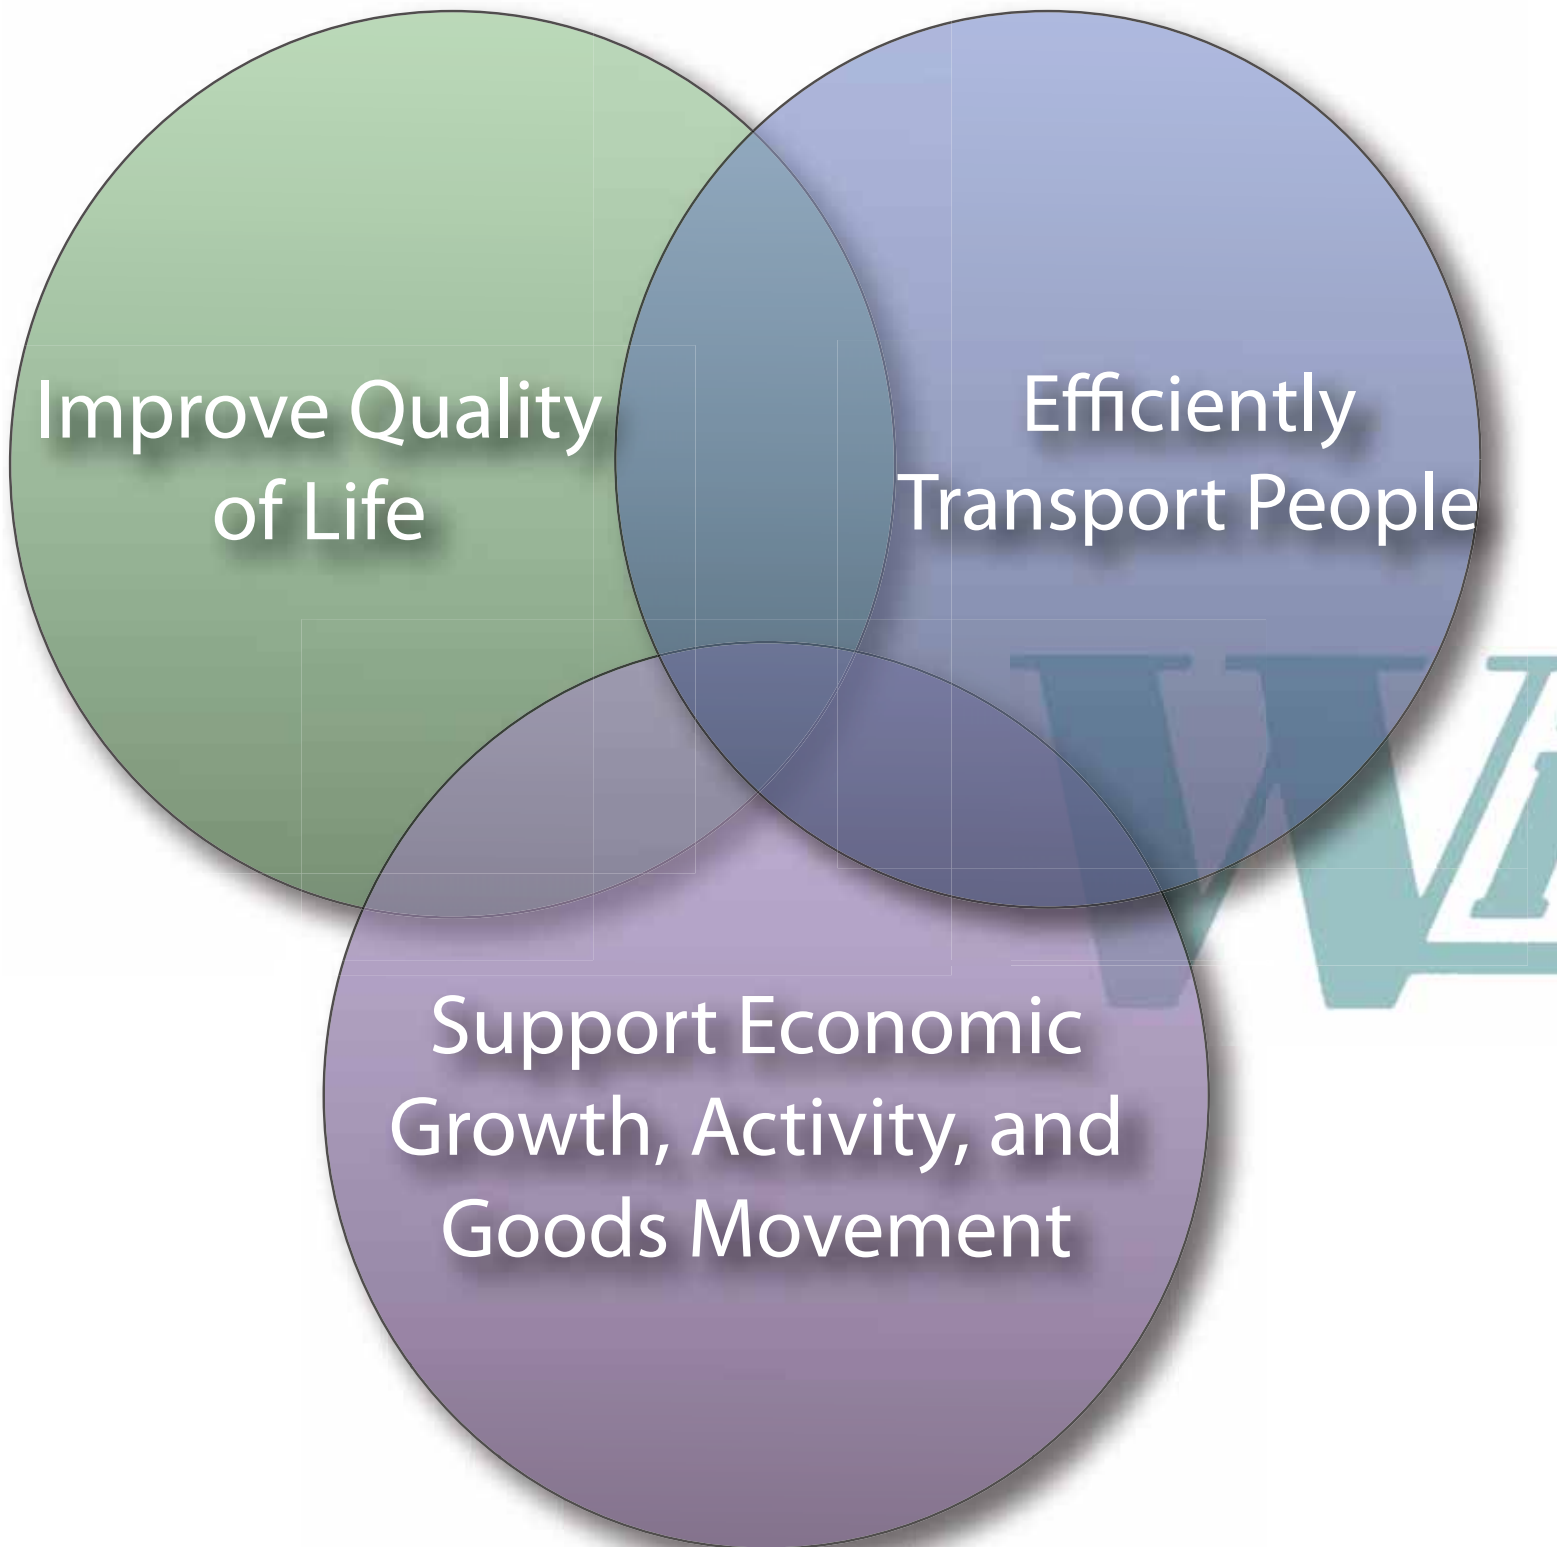 Improve Quality
of Life
Efficiently
Transport People
Support Economic
Growth, Activity, and
Goods Movement